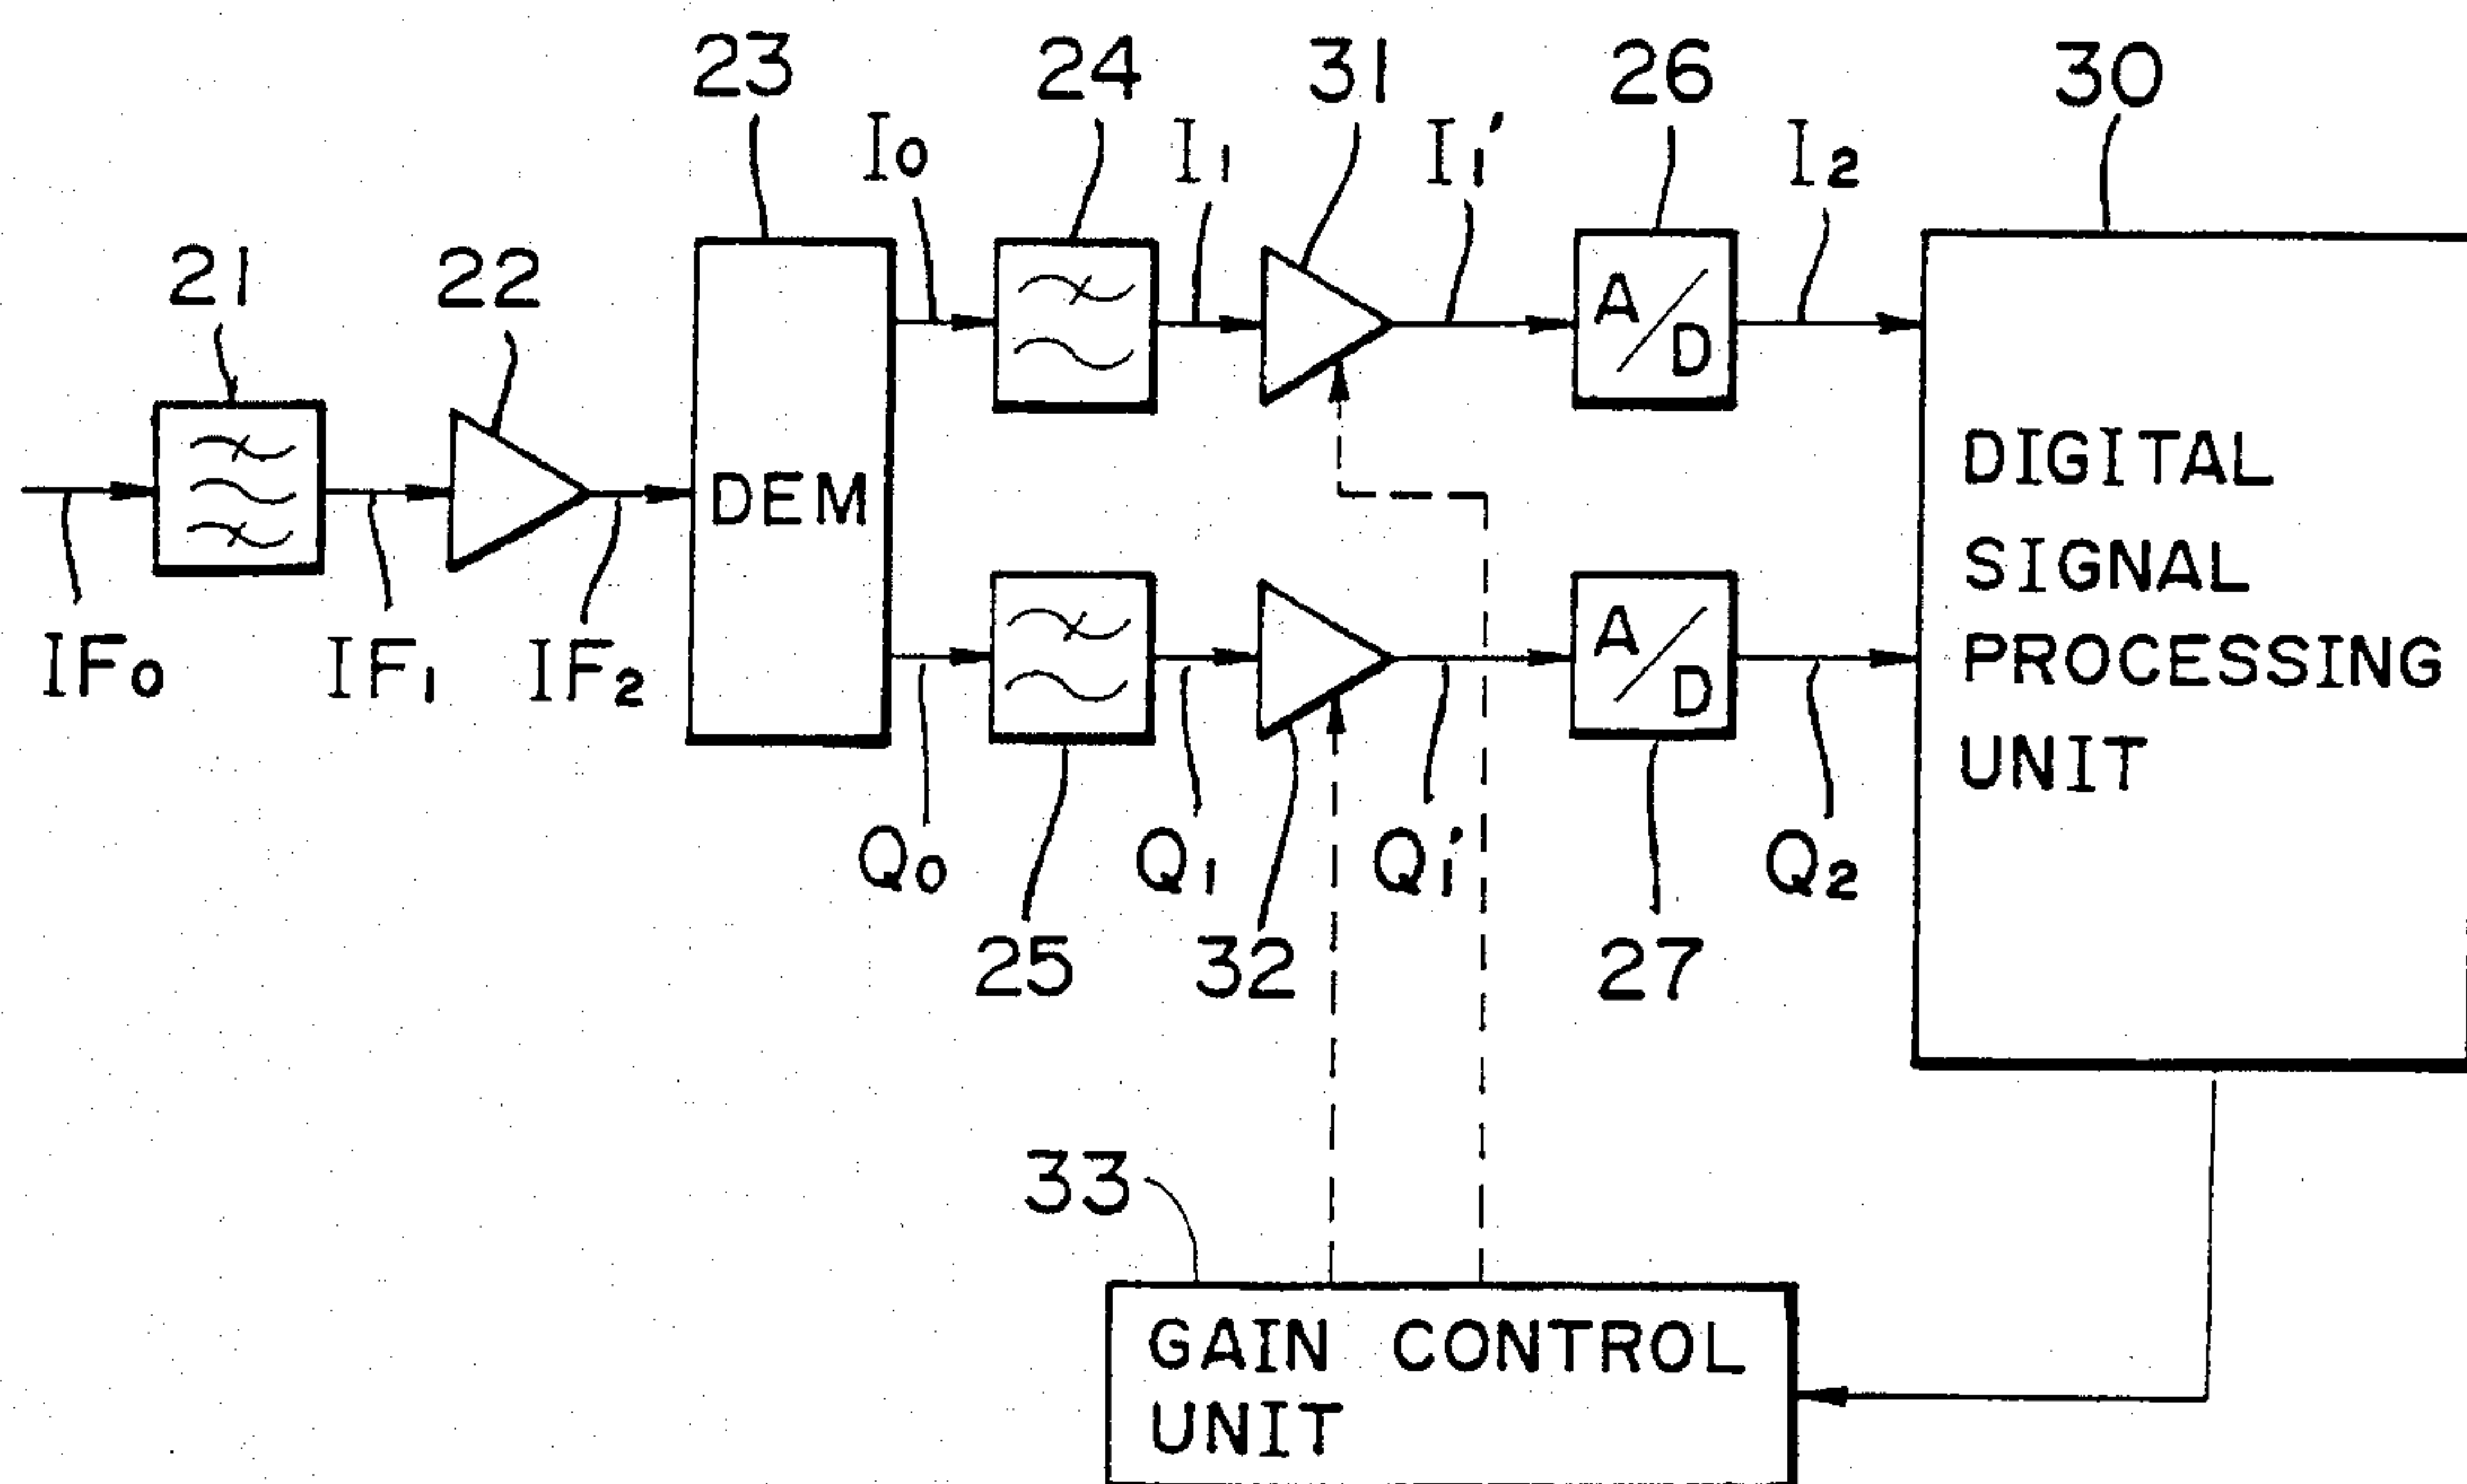 23
24
31
26
30
I0
I1
I1'
I2
21
22
A/D
DEM
DIGITAL
SIGNAL
PROCESSING
UNIT
IF0
IF1
IF2
A/D
Q0
Q1
Q1'
Q2
25
32
27
33
GAIN CONTROL
UNIT